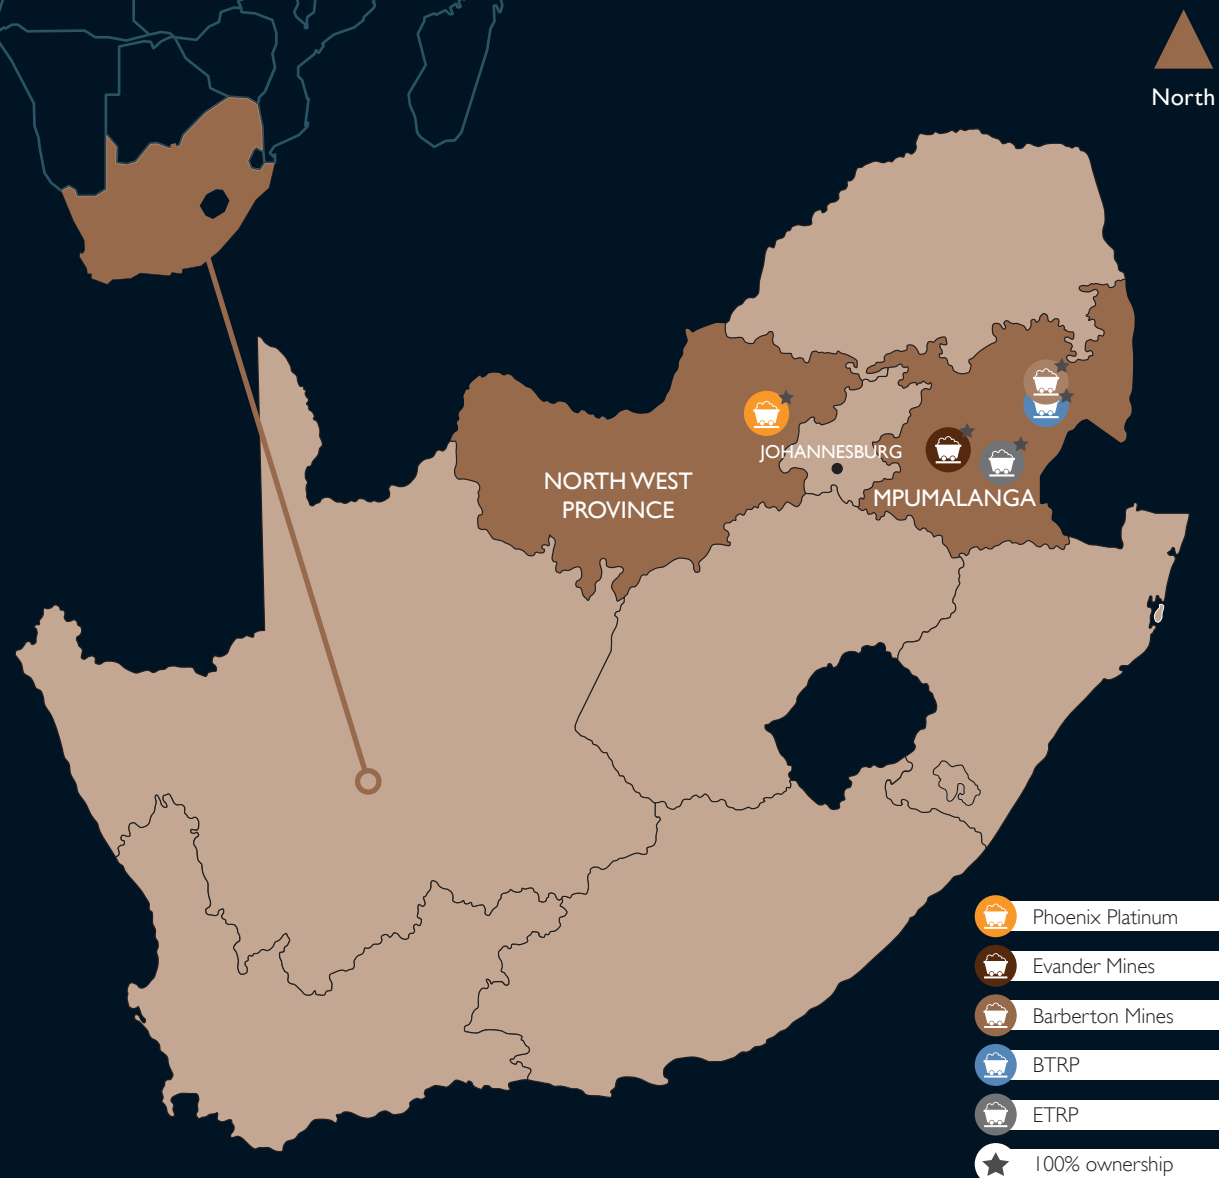 North
JOHANNESBURG
NORTH WEST
PROVINCE
MPUMALANGA
Phoenix Platinum
Evander Mines
Barberton Mines
BTRP
ETRP
100% ownership